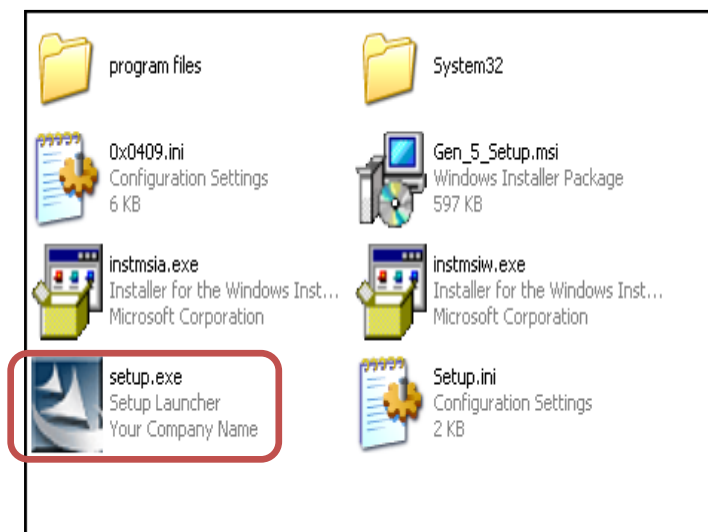 program files
System32
0x0409.ini
Configuration Settings
6 KB
Gen_5_Setup.msi
Windows Installer Package
597 KB
instmsia.exe
Installer for the Windows Inst...
Microsoft Corporation
instmsiw.exe
Installer for the Windows Inst...
Microsoft Corporation
setup.exe
Setup Launcher
Your Company Name
Setup.ini
Configuration Settings
2 KB